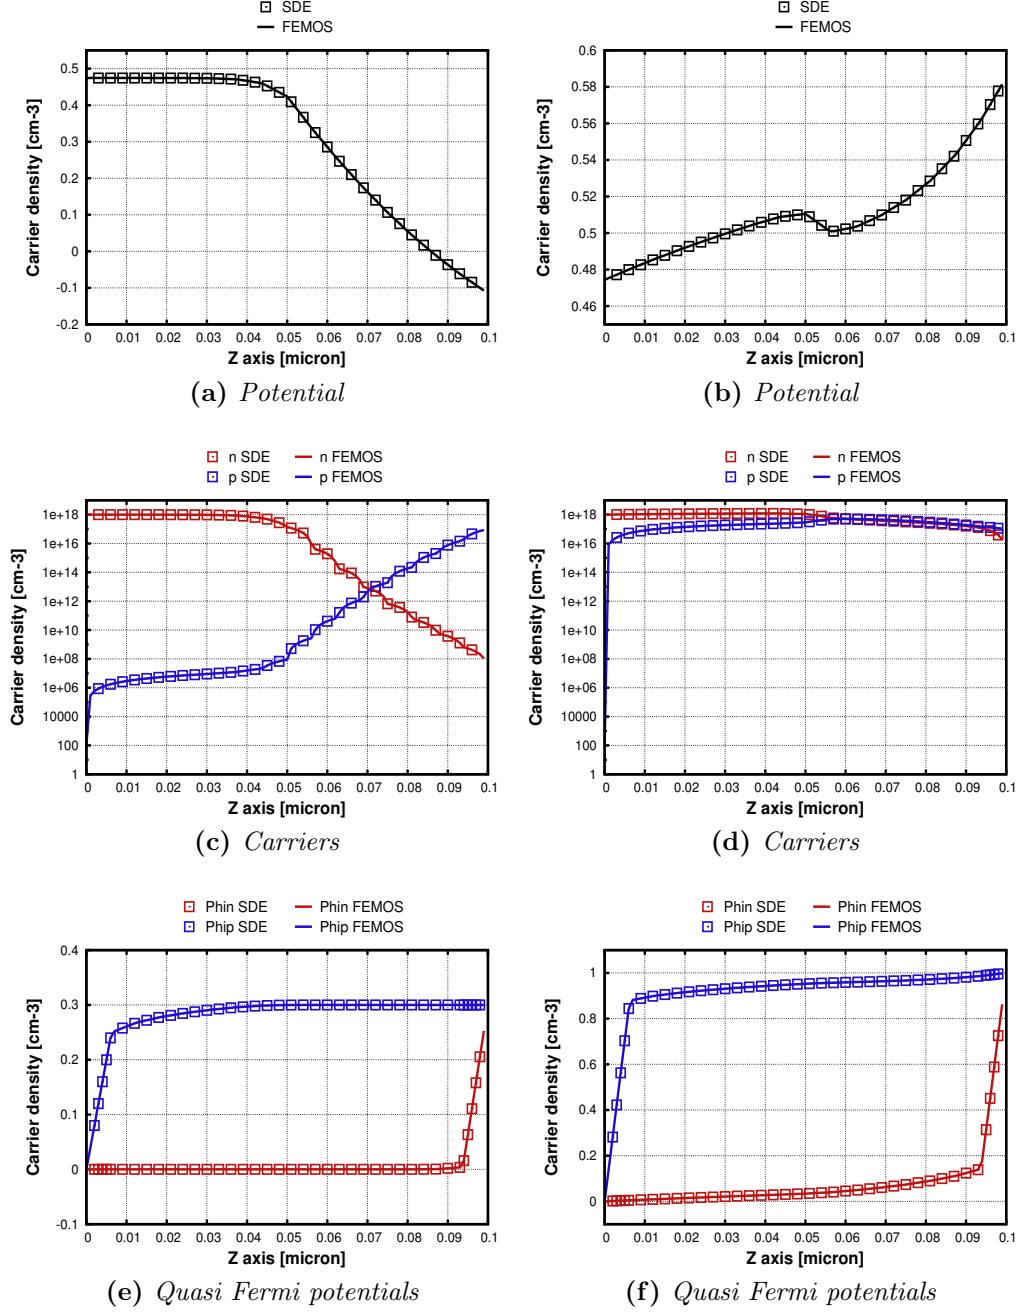 SDE
FEMOS
Carrier density [cm-3]
0.5
0.4
0.3
0.2
0.1
0
-0.1
-0.2
0 0.01 0.02 0.03 0.04 0.05 0.06 0.07 0.08 0.09 0.1
Z axis [micron]
(a) Potential
SDE
FEMOS
Carrier density [cm-3]
0.6
0.58
0.56
0.54
0.52
0.5
0.48
0.46
0 0.01 0.02 0.03 0.04 0.05 0.06 0.07 0.08 0.09 0.1
Z axis [micron]
(b) Potential
n SDE n FEMOS
p SDE p FEMOS
Carrier density [cm-3]
1e+18
1e+16
1e+14
1e+12
1e+10
1e+08
1e+06
10000
100
1
0 0.01 0.02 0.03 0.04 0.05 0.06 0.07 0.08 0.09 0.1
Z axis [micron]
(c) Carriers
n SDE n FEMOS
p SDE p FEMOS
Carrier density [cm-3]
1e+18
1e+16
1e+14
1e+12
1e+10
1e+08
1e+06
10000
100
1
0 0.01 0.02 0.03 0.04 0.05 0.06 0.07 0.08 0.09 0.1
Z axis [micron]
(d) Carriers
Phin SDE Phin FEMOS
Phip SDE Phip FEMOS
Carrier density [cm-3]
0.4
0.3
0.2
0.1
0
-0.1
0 0.01 0.02 0.03 0.04 0.05 0.06 0.07 0.08 0.09 0.1
Z axis [micron]
(e) Quasi Fermi potentials
Phin SDE Phin FEMOS
Phip SDE Phip FEMOS
Carrier density [cm-3]
1
0.8
0.6
0.4
0.2
0
0 0.01 0.02 0.03 0.04 0.05 0.06 0.07 0.08 0.09 0.1
Z axis [micron]
(f) Quasi Fermi potentials